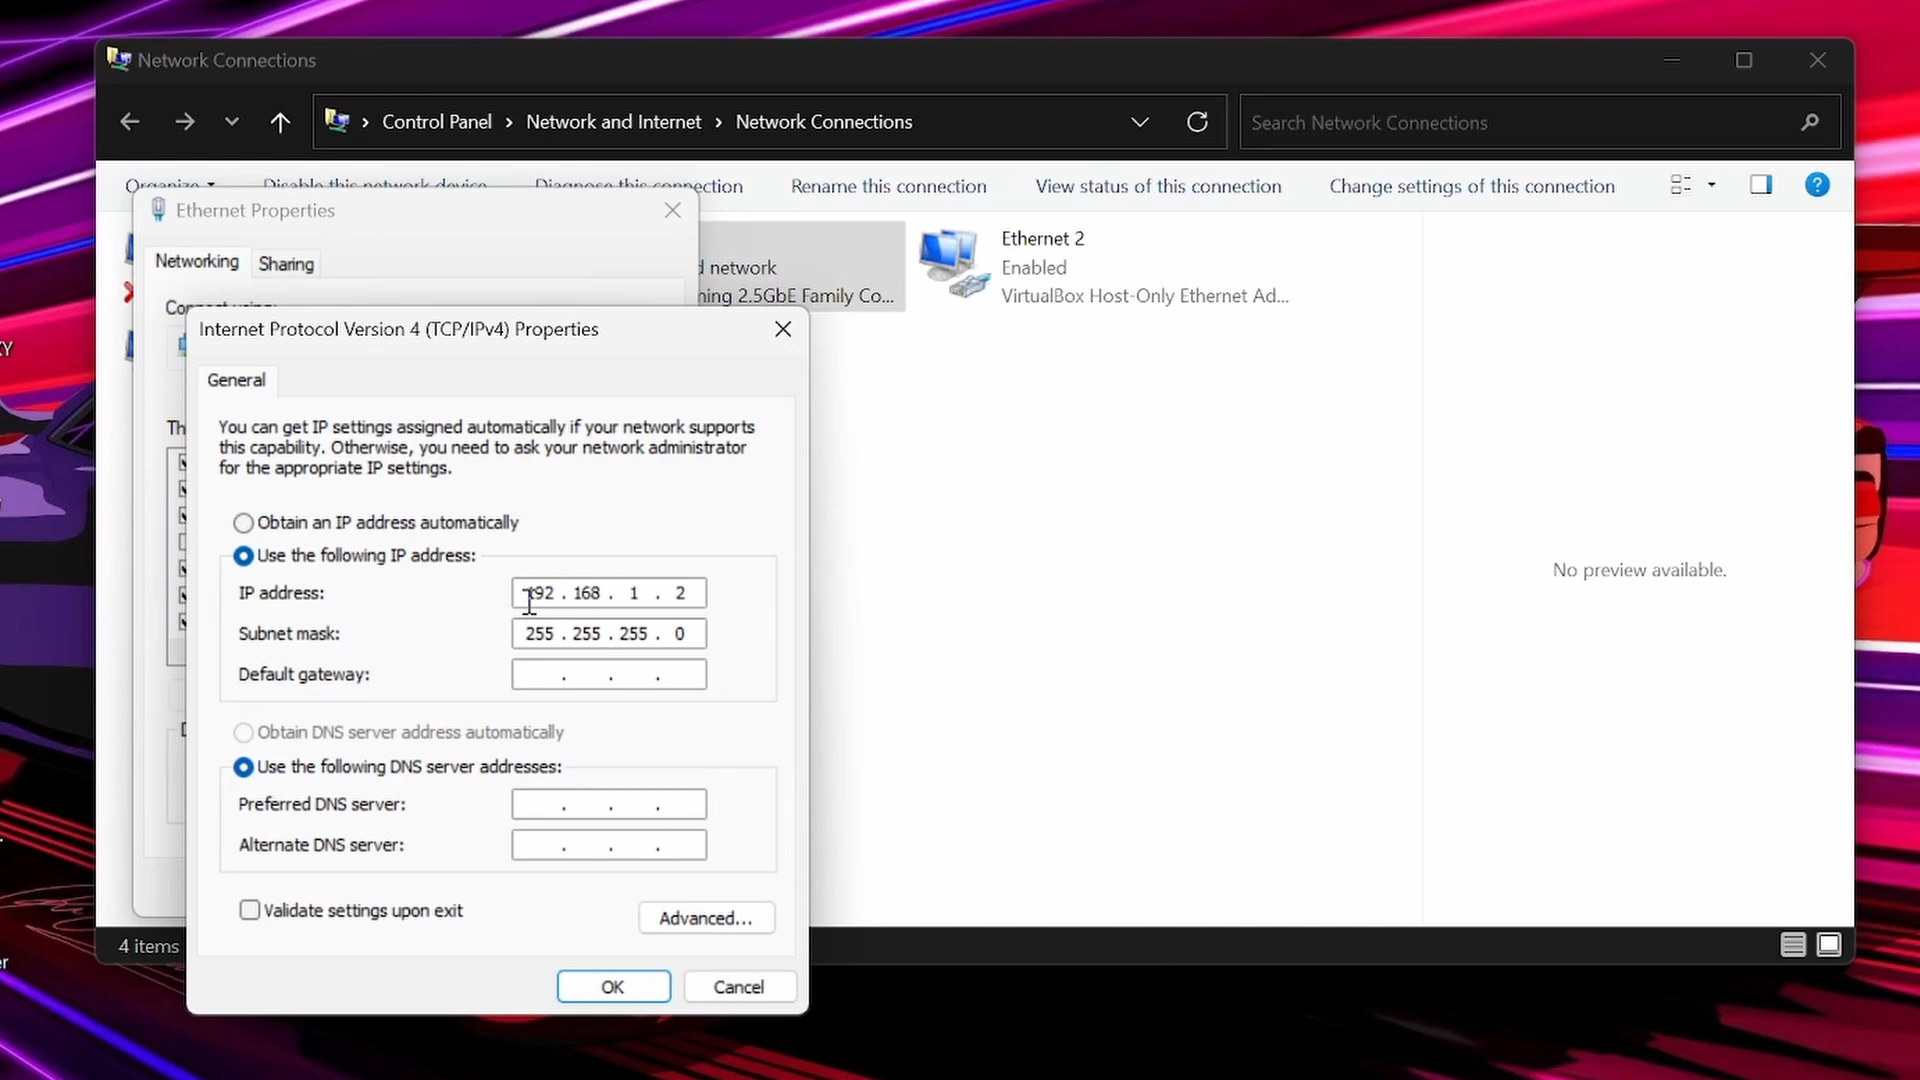 Network Connections
Control Panel > Network and Internet > Network Connections
Search Network Connections
Organize Disable this network device Diagnose this connection Rename this connection View status of this connection Change settings of this connection
Ethernet Properties
Networking Sharing
network
2.5GbE Family Co...
Ethernet 2
Enabled
VirtualBox Host-Only Ethernet Ad...
Internet Protocol Version 4 (TCP/IPv4) Properties
General
You can get IP settings assigned automatically if your network supports
this capability. Otherwise, you need to ask your network administrator
for the appropriate IP settings.
Obtain an IP address automatically
Use the following IP address:
IP address: 192 . 168 . 1 . 2
Subnet mask: 255 . 255 . 255 . 0
Default gateway: . . .
Obtain DNS server address automatically
Use the following DNS server addresses:
Preferred DNS server: . . .
Alternate DNS server: . . .
Validate settings upon exit
Advanced...
OK Cancel
No preview available.
4 items